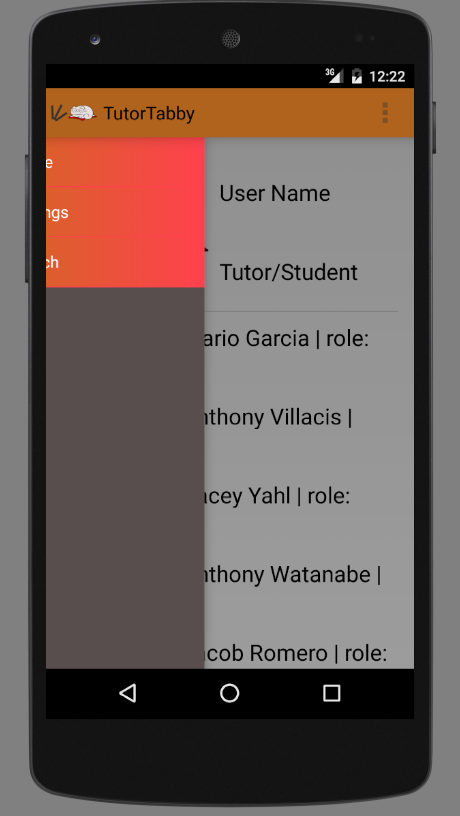 3G 12:22
TutorTabby
e
ngs
ch
User Name
Tutor/Student
ario Garcia | role:
nthony Villacis |
acey Yahl | role:
nthony Watanabe |
acob Romero | role: